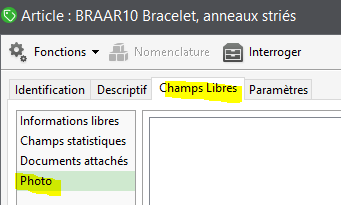 Article : BRAAR10 Bracelet, anneaux striés
Fonctions Nomenclature Interroger
Identification Descriptif Champs Libres Paramètres
Informations libres
Champs statistiques
Documents attachés
Photo